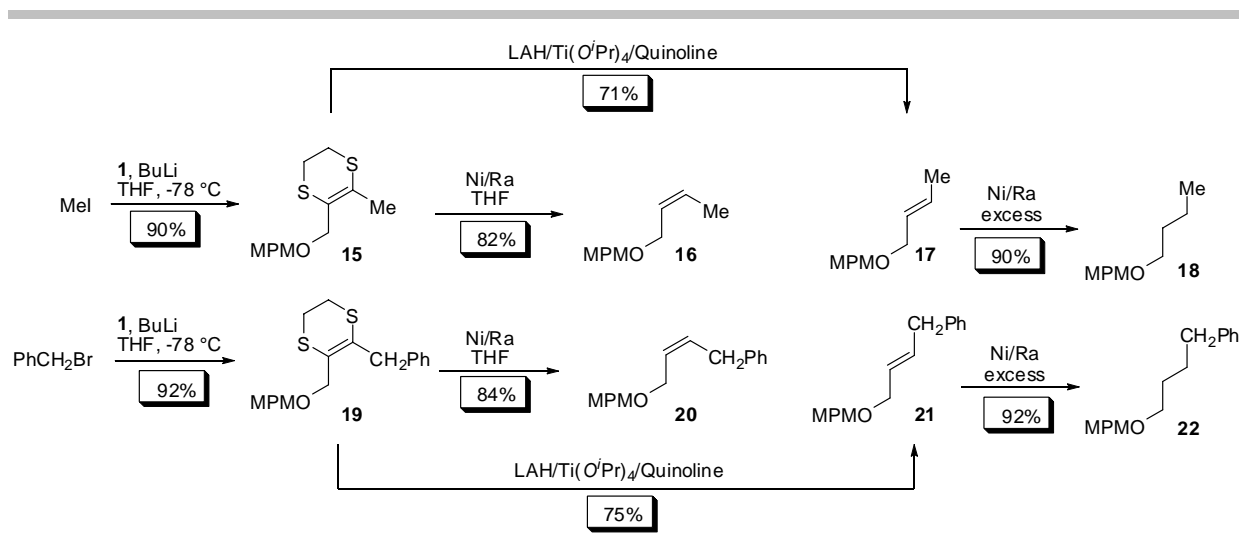 LAH/Ti(OⁱPr)₄/Quinoline
71%
MeI
1, BuLi
THF, -78 °C
90%
S
S
Me
MPMO
15
Ni/Ra
THF
82%
Me
MPMO
16
Me
MPMO
17
Ni/Ra
excess
90%
Me
MPMO
18
PhCH₂Br
1, BuLi
THF, -78 °C
92%
S
S
CH₂Ph
MPMO
19
Ni/Ra
THF
84%
CH₂Ph
MPMO
20
CH₂Ph
MPMO
21
Ni/Ra
excess
92%
CH₂Ph
MPMO
22
LAH/Ti(OⁱPr)₄/Quinoline
75%